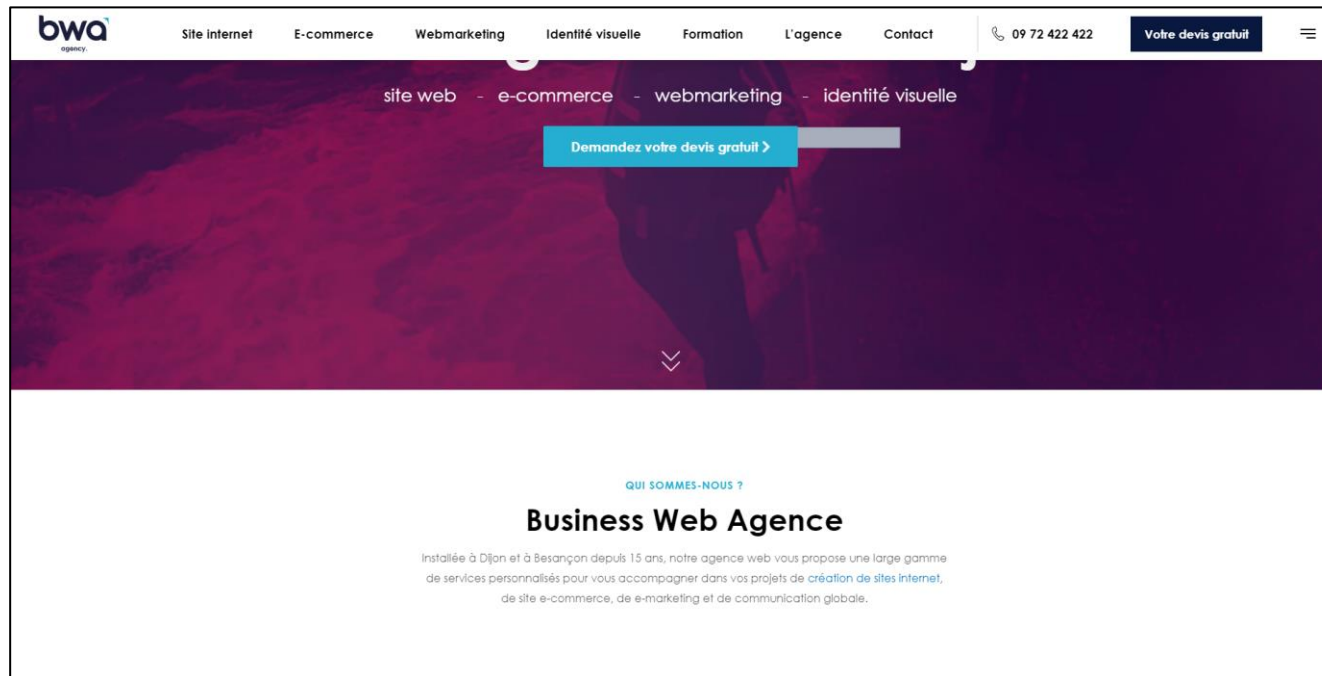 bwa
agency.
Site internet E-commerce Webmarketing Identité visuelle Formation L'agence Contact 09 72 422 422 Votre devis gratuit
site web - e-commerce - webmarketing - identité visuelle
Demandez votre devis gratuit >
QUI SOMMES-NOUS ?
Business Web Agence
Installée à Dijon et à Besançon depuis 15 ans, notre agence web vous propose une large gamme
de services personnalisés pour vous accompagner dans vos projets de création de sites internet,
de site e-commerce, de e-marketing et de communication globale.